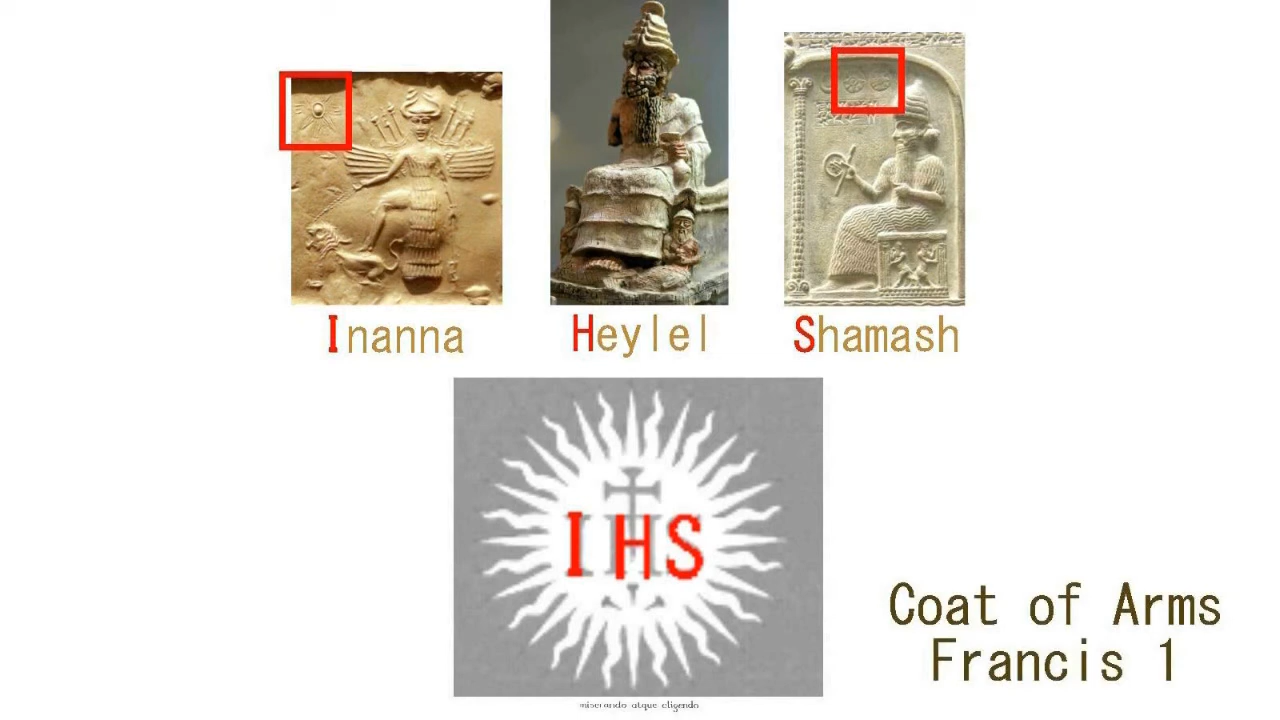 Inanna
Heylel
Shamash
IHS
Coat of Arms
Francis 1
miserando atque eligendo